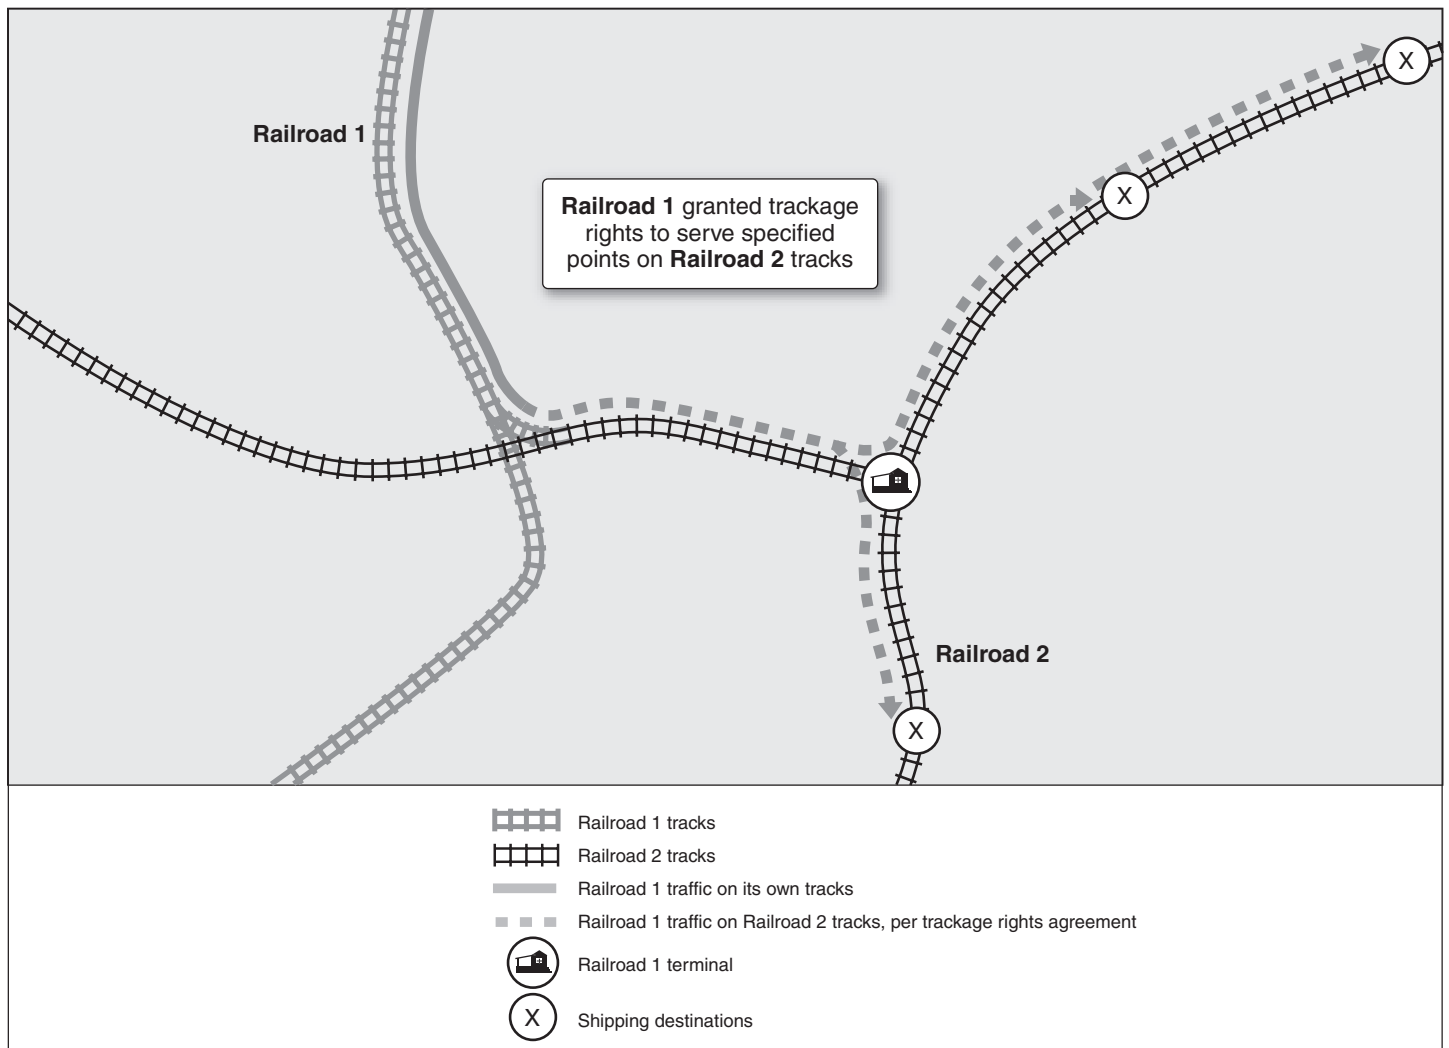 X
Railroad 1
X
Railroad 1 granted trackage
rights to serve specified
points on Railroad 2 tracks
Railroad 2
X
Railroad 1 tracks
Railroad 2 tracks
Railroad 1 traffic on its own tracks
Railroad 1 traffic on Railroad 2 tracks, per trackage rights agreement
Railroad 1 terminal
X Shipping destinations